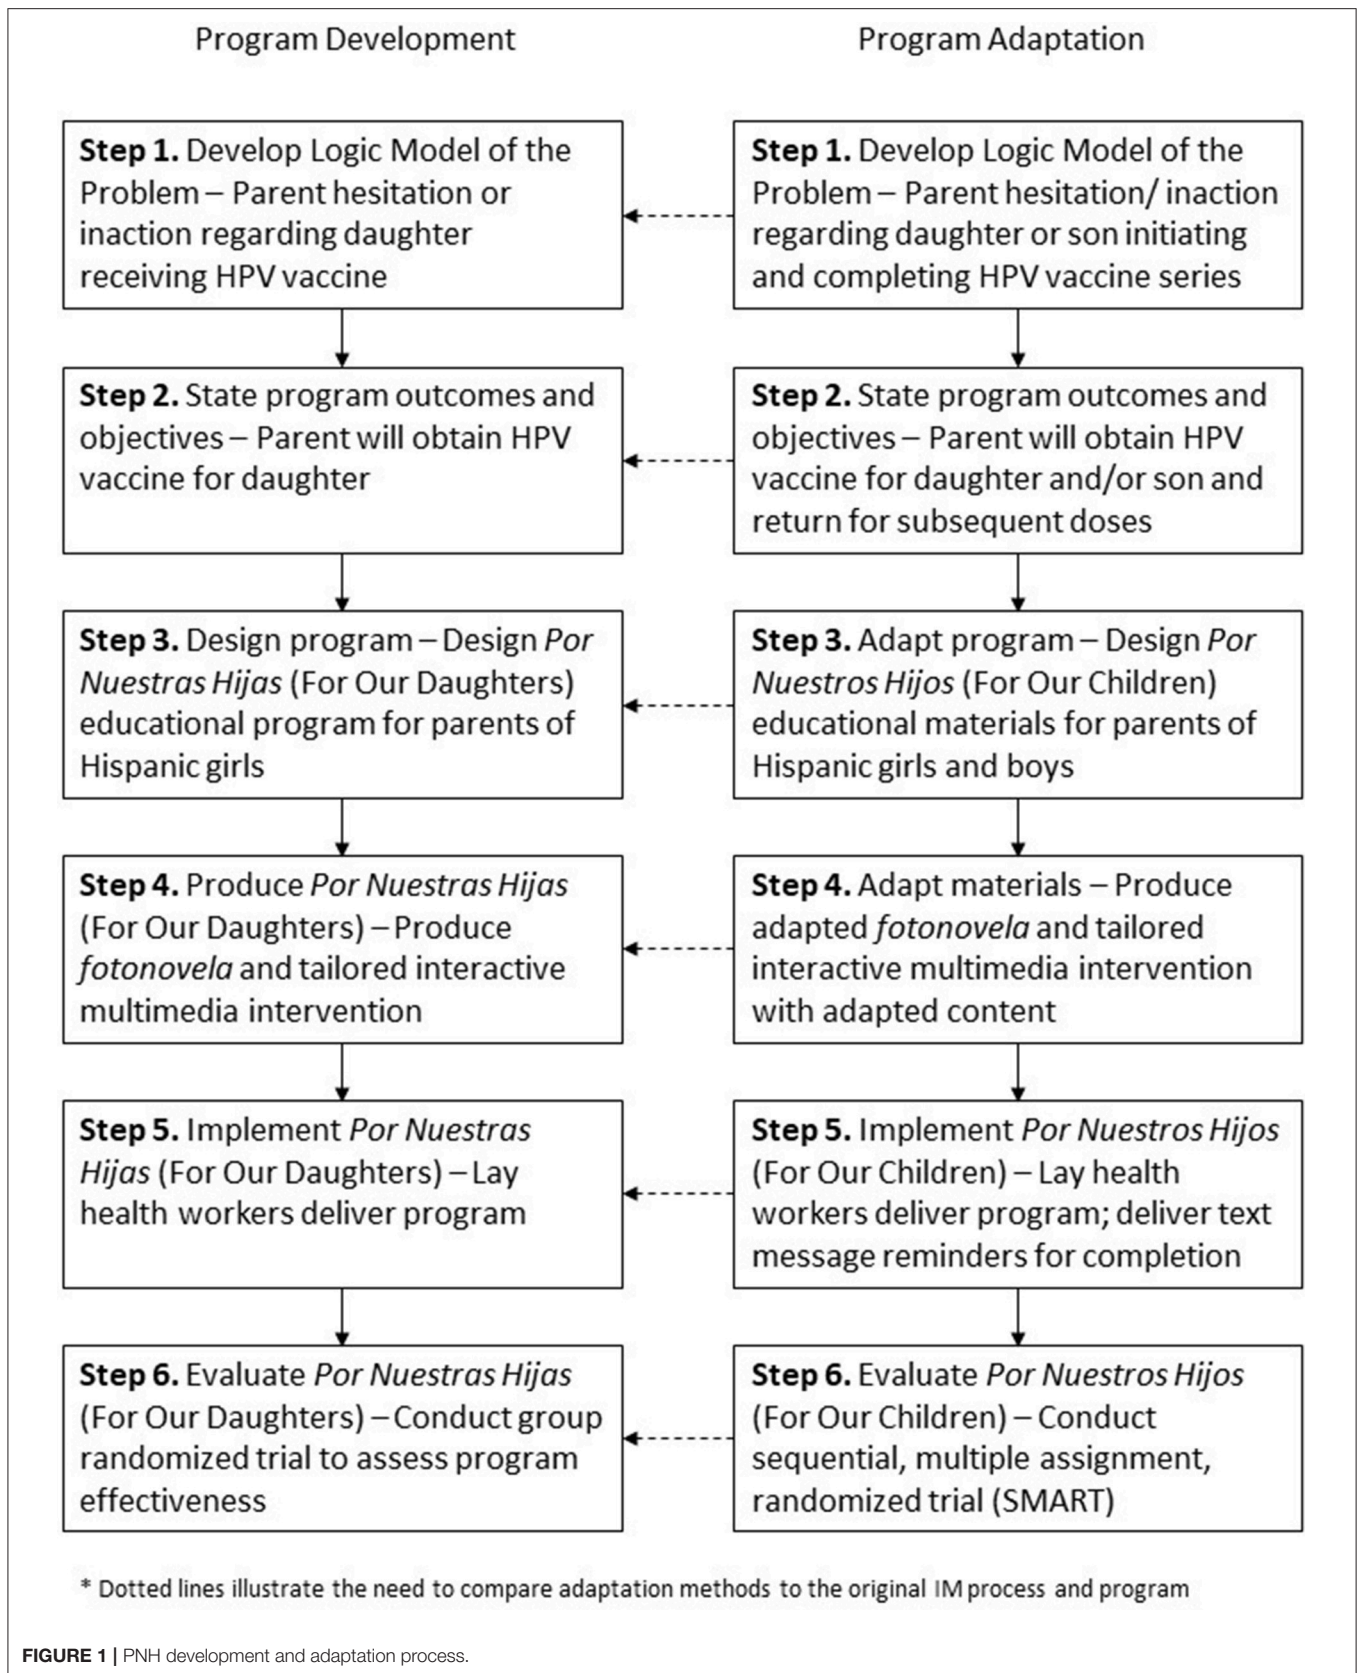 Program Development
Program Adaptation
Step 1. Develop Logic Model of the
Problem – Parent hesitation or
inaction regarding daughter
receiving HPV vaccine
Step 1. Develop Logic Model of the
Problem – Parent hesitation/ inaction
regarding daughter or son initiating
and completing HPV vaccine series
Step 2. State program outcomes and
objectives – Parent will obtain HPV
vaccine for daughter
Step 2. State program outcomes and
objectives – Parent will obtain HPV
vaccine for daughter and/or son and
return for subsequent doses
Step 3. Design program – Design Por
Nuestras Hijas (For Our Daughters)
educational program for parents of
Hispanic girls
Step 3. Adapt program – Design Por
Nuestros Hijos (For Our Children)
educational materials for parents of
Hispanic girls and boys
Step 4. Produce Por Nuestras Hijas
(For Our Daughters) – Produce
fotonovela and tailored interactive
multimedia intervention
Step 4. Adapt materials – Produce
adapted fotonovela and tailored
interactive multimedia intervention
with adapted content
Step 5. Implement Por Nuestras
Hijas (For Our Daughters) – Lay
health workers deliver program
Step 5. Implement Por Nuestros Hijos
(For Our Children) – Lay health
workers deliver program; deliver text
message reminders for completion
Step 6. Evaluate Por Nuestras Hijas
(For Our Daughters) – Conduct group
randomized trial to assess program
effectiveness
Step 6. Evaluate Por Nuestros Hijos
(For Our Children) – Conduct
sequential, multiple assignment,
randomized trial (SMART)
* Dotted lines illustrate the need to compare adaptation methods to the original IM process and program
FIGURE 1 | PNH development and adaptation process.